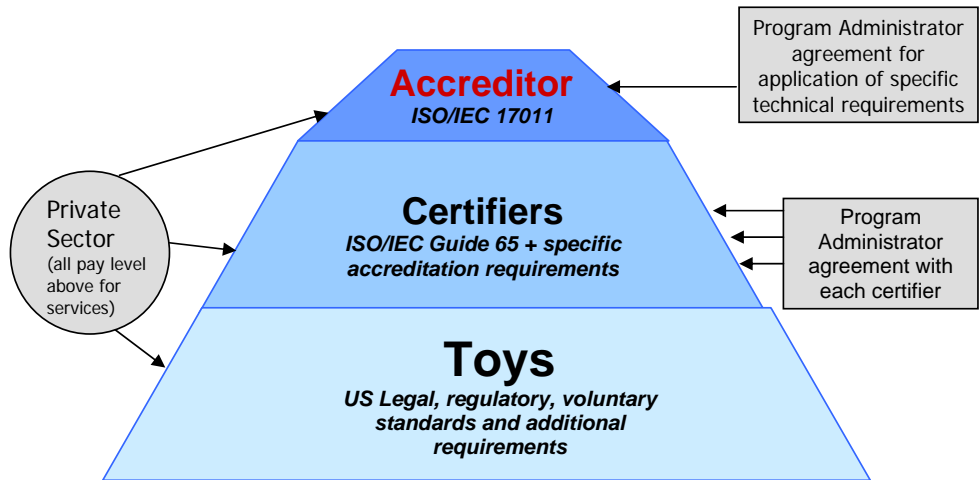 Accreditor
ISO/IEC 17011
Program Administrator
agreement for
application of specific
technical requirements
Certifiers
ISO/IEC Guide 65 + specific
accreditation requirements
Private
Sector
(all pay level
above for
services)
Program
Administrator
agreement with
each certifier
Toys
US Legal, regulatory, voluntary
standards and additional
requirements